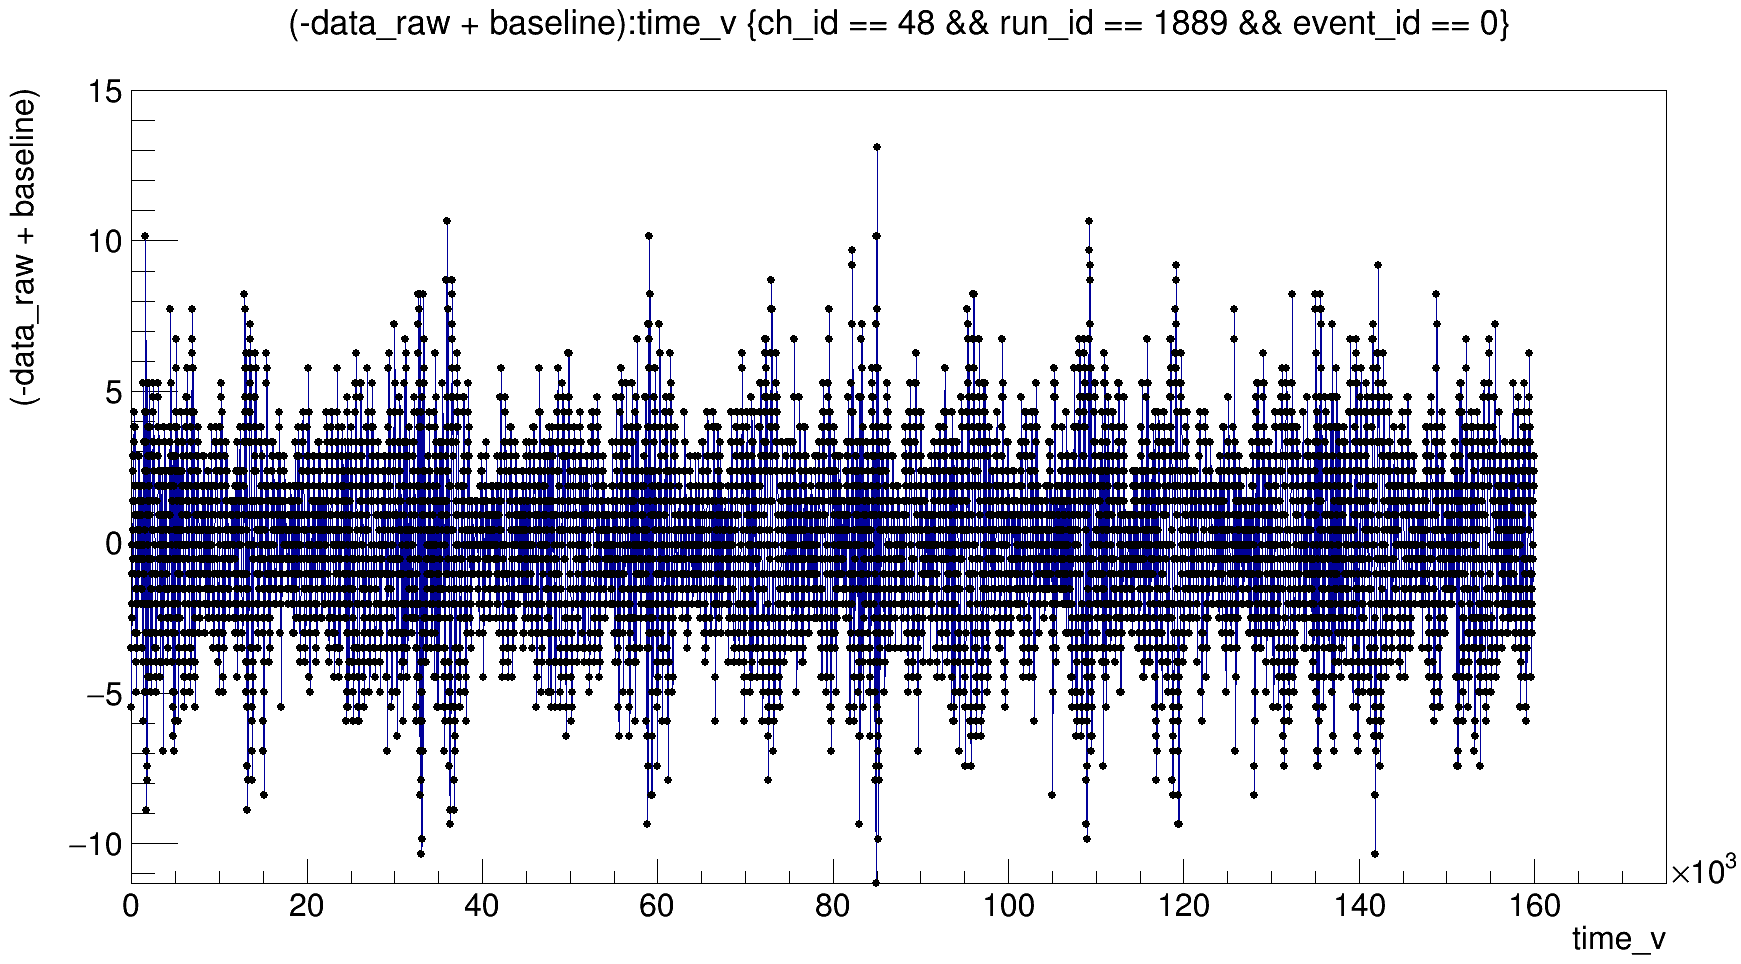 (-data_raw + baseline):time_v {ch_id == 48 && run_id == 1889 && event_id == 0}
(-data_raw + baseline)
15
10
5
0
−5
−10
0 20 40 60 80 100 120 140 160
×10³
time_v